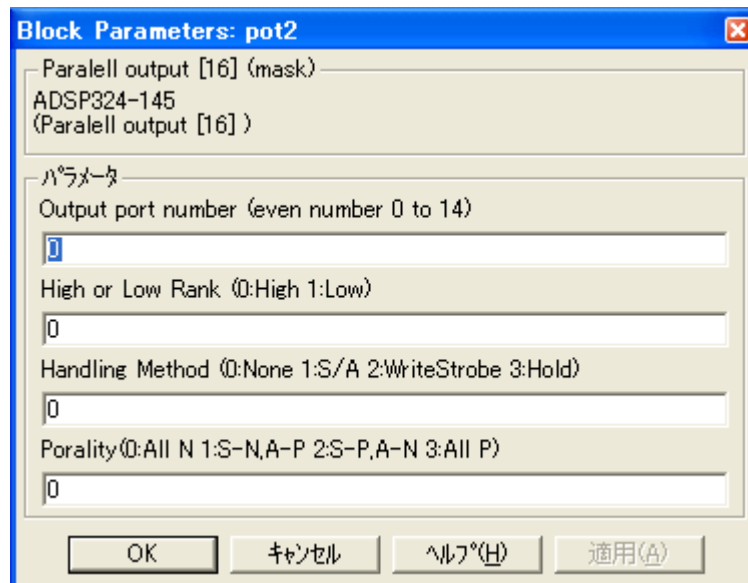 Block Parameters: pot2
Paralell output [16] (mask)
ADSP324-145
(Paralell output [16] )
パラメータ
Output port number (even number 0 to 14)
0
High or Low Rank (0:High 1:Low)
0
Handling Method (0:None 1:S/A 2:WriteStrobe 3:Hold)
0
Porality(0:All N 1:S-N,A-P 2:S-P,A-N 3:All P)
0
OK キャンセル ヘルプ(H) 適用(A)